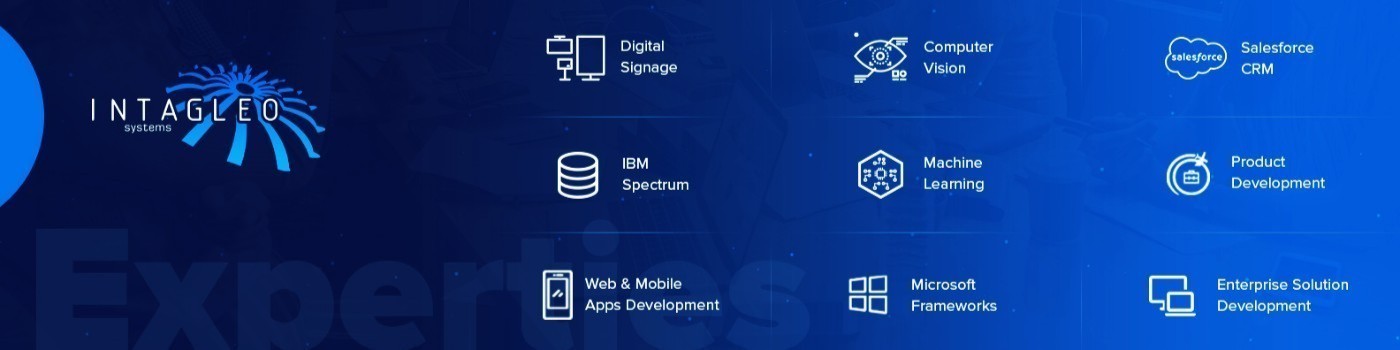 INTAGLEO
systems
Experties
Digital
Signage
Computer
Vision
salesforce
Salesforce
CRM
IBM
Spectrum
Machine
Learning
Product
Development
Web & Mobile
Apps Development
Microsoft
Frameworks
Enterprise Solution
Development